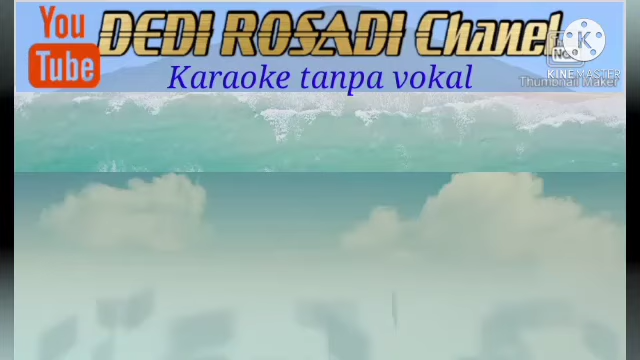 You
Tube
DEDI ROSADI Chanel
Karaoke tanpa vokal
KINEMASTER
Thumbnail Maker